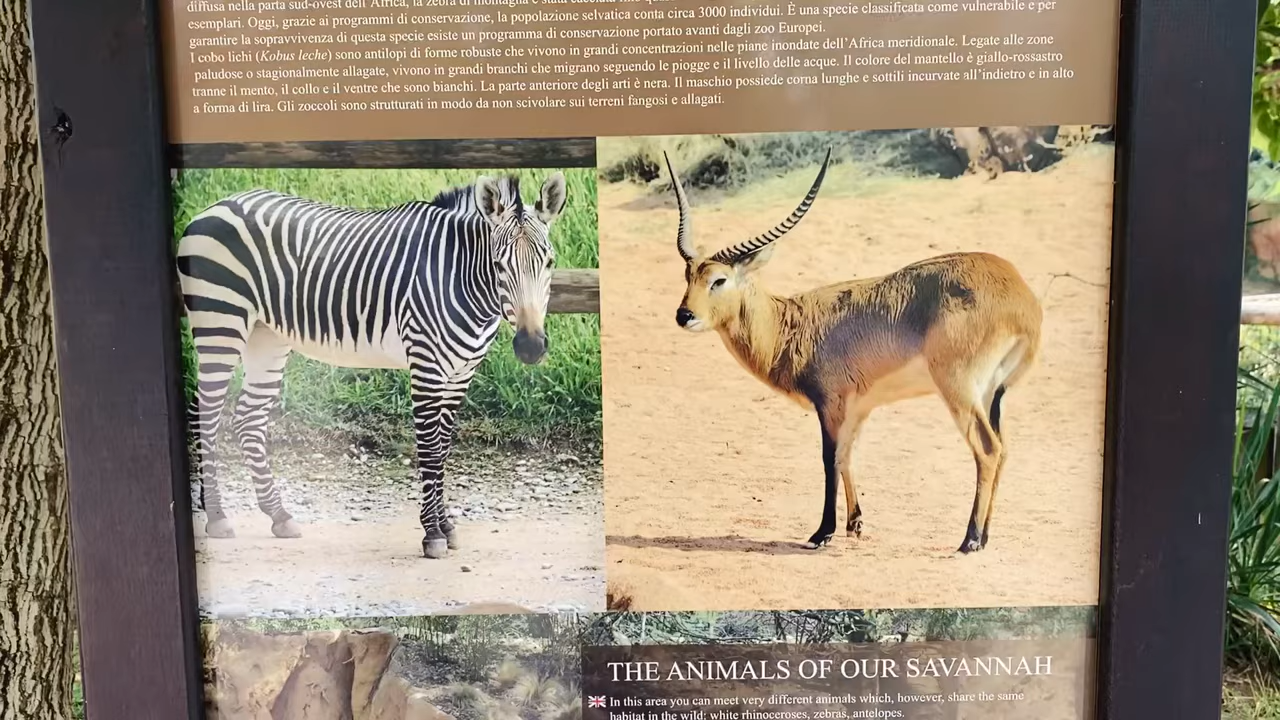 diffusa nella parta sud-ovest dell'Africa, la zebra di montagna è stata
esemplari. Oggi, grazie ai programmi di conservazione, la popolazione selvatica conta circa 3000 individui. È una specie classificata come vulnerabile e per
garantire la sopravvivenza di questa specie esiste un programma di conservazione portato avanti dagli zoo Europei.
I cobo lichi (Kobus leche) sono antilopi di forme robuste che vivono in grandi concentrazioni nelle piane inondate dell'Africa meridionale. Legate alle zone
paludose o stagionalmente allagate, vivono in grandi branchi che migrano seguendo le piogge e il livello delle acque. Il colore del mantello è giallo-rossastro
tranne il mento, il collo e il ventre che sono bianchi. La parte anteriore degli arti è nera. Il maschio possiede corna lunghe e sottili incurvate all'indietro e in alto
a forma di lira. Gli zoccoli sono strutturati in modo da non scivolare sui terreni fangosi e allagati.
THE ANIMALS OF OUR SAVANNAH
In this area you can meet very different animals which, however, share the same
habitat in the wild: white rhinoceroses, zebras, antelopes.